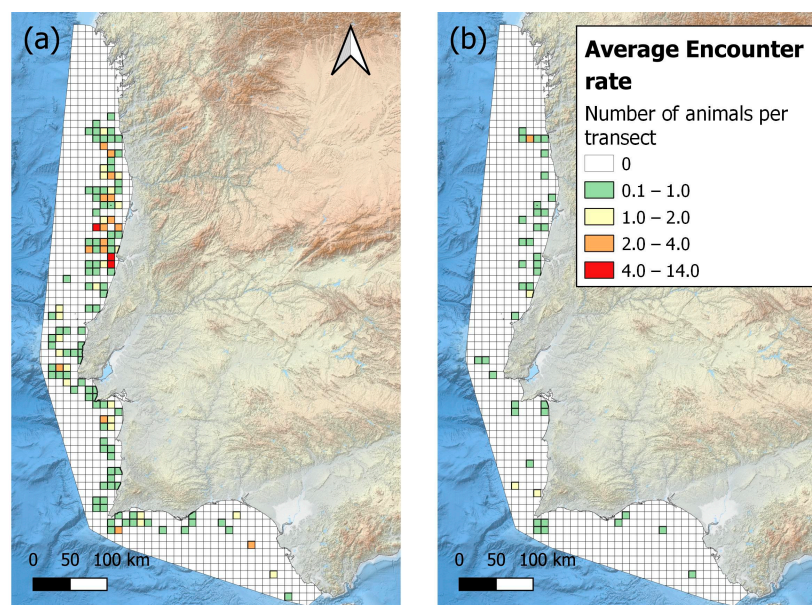 (a)
0 50 100 km
(b)
Average Encounter
rate
Number of animals per
transect
0
0.1 – 1.0
1.0 – 2.0
2.0 – 4.0
4.0 – 14.0
0 50 100 km